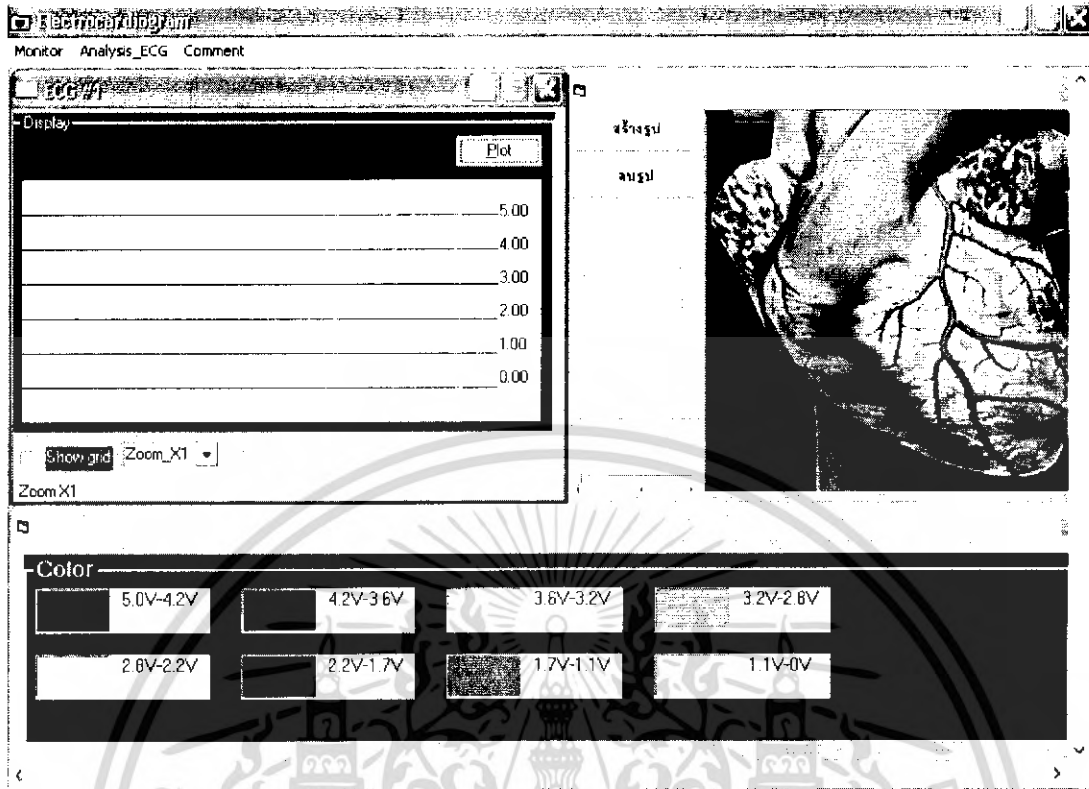 Electrocardiogram
Monitor Analysis_ECG Comment
ECG #1
Display
Plot
5.00
4.00
3.00
2.00
1.00
0.00
Show grid Zoom_X1
Zoom X1
สร้างรูป
ลบรูป
Color
5.0V-4.2V 4.2V-3.6V 3.6V-3.2V 3.2V-2.8V
2.8V-2.2V 2.2V-1.7V 1.7V-1.1V 1.1V-0V